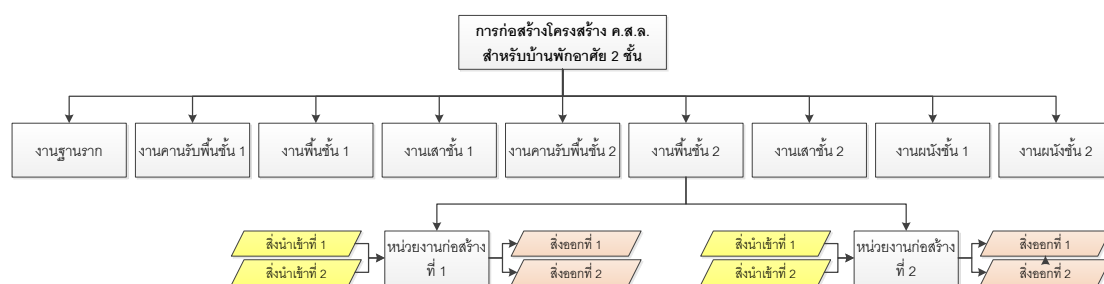 การก่อสร้างโครงสร้าง ค.ส.ล.
สำหรับบ้านพักอาศัย 2 ชั้น
งานฐานราก
งานคานรับพื้นชั้น 1
งานพื้นชั้น 1
งานเสาชั้น 1
งานคานรับพื้นชั้น 2
งานพื้นชั้น 2
งานเสาชั้น 2
งานผนังชั้น 1
งานผนังชั้น 2
สิ่งนำเข้าที่ 1
สิ่งนำเข้าที่ 2
หน่วยงานก่อสร้าง
ที่ 1
สิ่งออกที่ 1
สิ่งออกที่ 2
สิ่งนำเข้าที่ 1
สิ่งนำเข้าที่ 2
หน่วยงานก่อสร้าง
ที่ 2
สิ่งออกที่ 1
สิ่งออกที่ 2